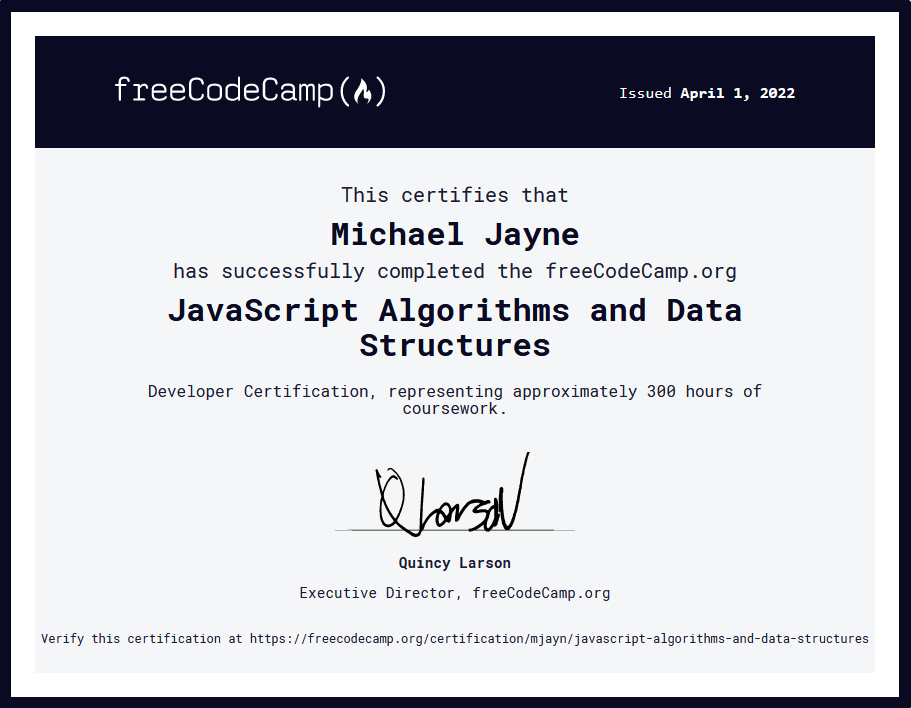 freeCodeCamp(🔥)
Issued April 1, 2022
This certifies that
Michael Jayne
has successfully completed the freeCodeCamp.org
JavaScript Algorithms and Data
Structures
Developer Certification, representing approximately 300 hours of
coursework.
Q Larson
Quincy Larson
Executive Director, freeCodeCamp.org
Verify this certification at https://freecodecamp.org/certification/mjayn/javascript-algorithms-and-data-structures